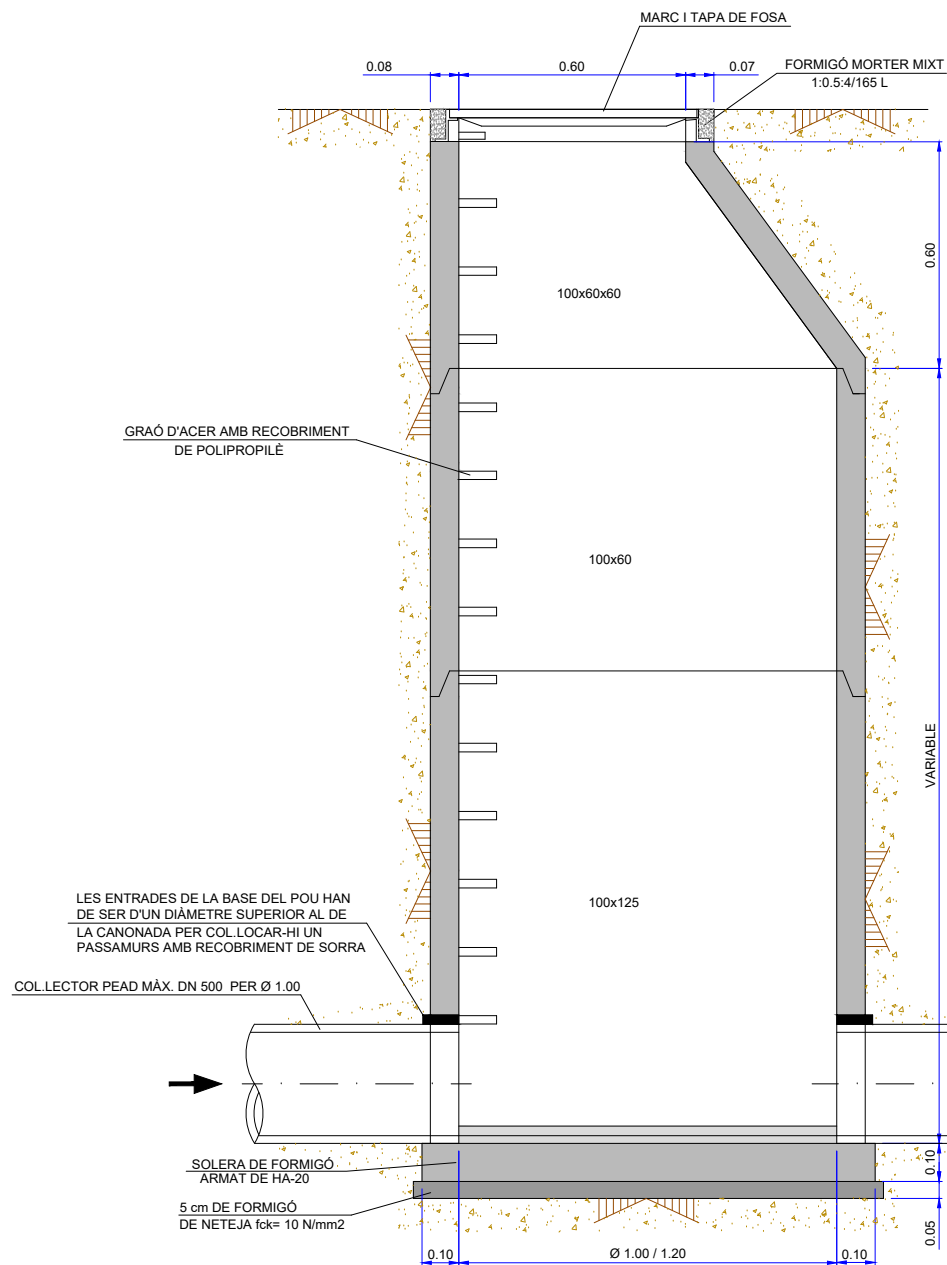 MARC I TAPA DE FOSA
0.08
0.60
0.07
FORMIGÓ MORTER MIXT
1:0.5:4/165 L
0.60
100x60x60
GRAÓ D'ACER AMB RECOBRIMENT
DE POLIPROPILÈ
100x60
VARIABLE
LES ENTRADES DE LA BASE DEL POU HAN
DE SER D'UN DIÀMETRE SUPERIOR AL DE
LA CANONADA PER COL.LOCAR-HI UN
PASSAMURS AMB RECOBRIMENT DE SORRA
100x125
COL.LECTOR PEAD MÀX. DN 500 PER Ø 1.00
SOLERA DE FORMIGÓ
ARMAT DE HA-20
0.10
5 cm DE FORMIGÓ
DE NETEJA fck= 10 N/mm2
0.05
0.10
Ø 1.00 / 1.20
0.10